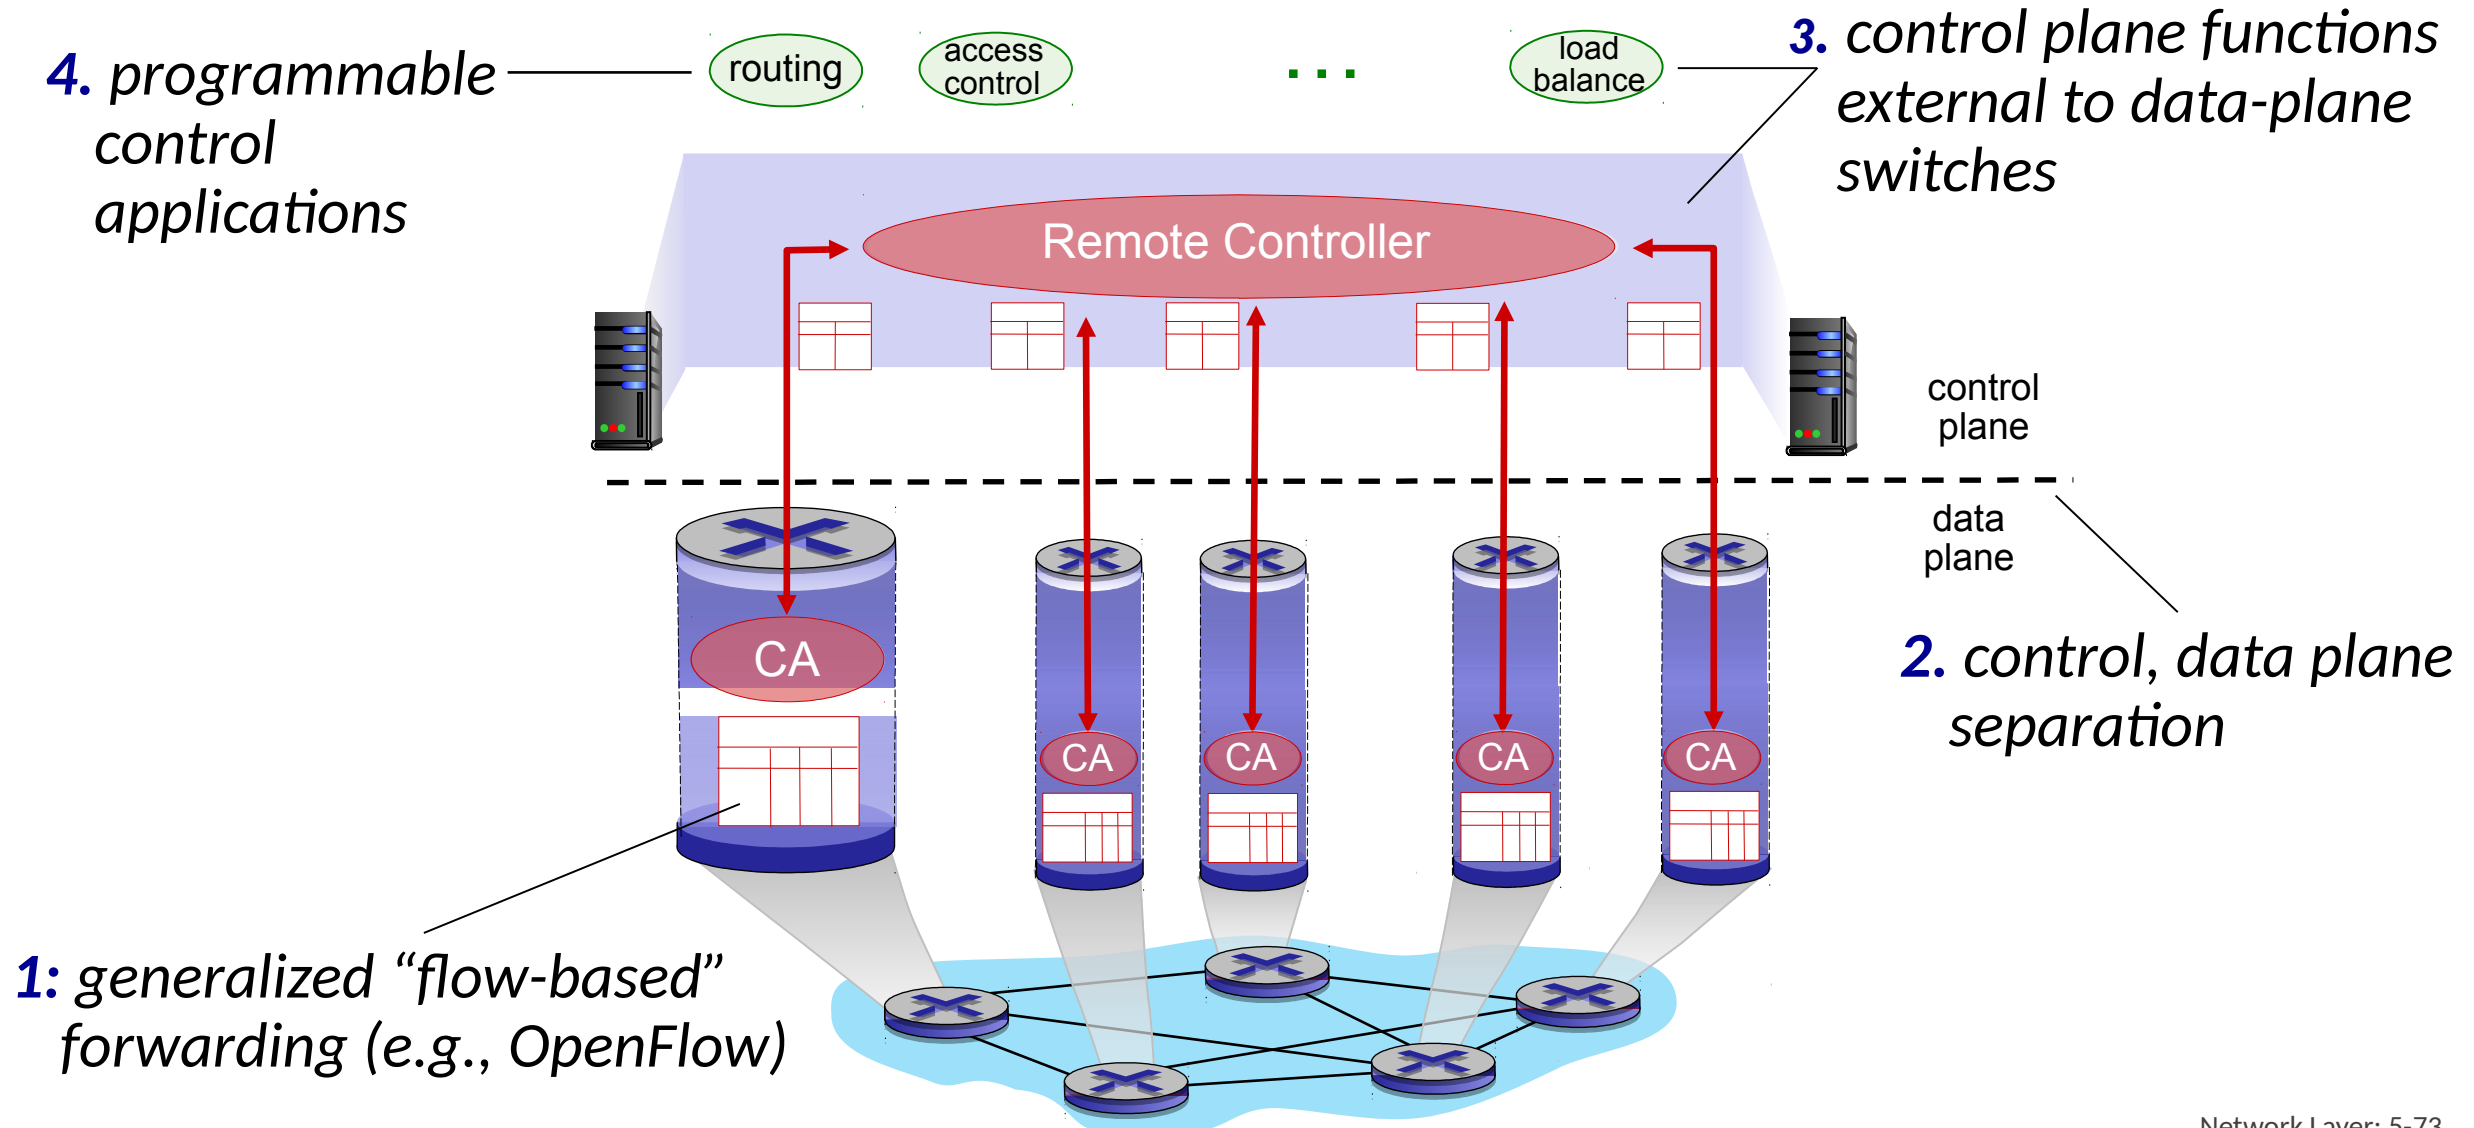 4. programmable
control
applications
routing
access
control
...
load
balance
3. control plane functions
external to data-plane
switches
Remote Controller
control
plane
data
plane
2. control, data plane
separation
CA
CA
CA
CA
CA
1: generalized “flow-based”
forwarding (e.g., OpenFlow)
Network Layer: 5-73